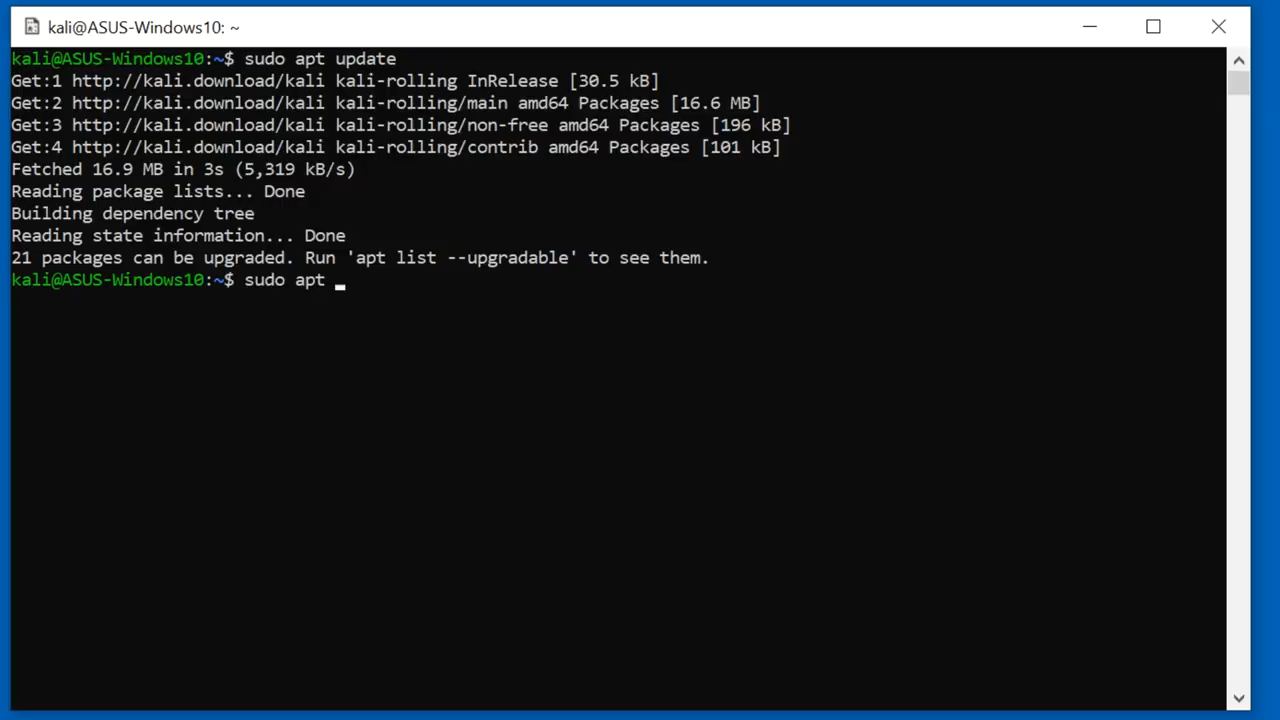 kali@ASUS-Windows10: ~
kali@ASUS-Windows10:~$ sudo apt update
Get:1 http://kali.download/kali kali-rolling InRelease [30.5 kB]
Get:2 http://kali.download/kali kali-rolling/main amd64 Packages [16.6 MB]
Get:3 http://kali.download/kali kali-rolling/non-free amd64 Packages [196 kB]
Get:4 http://kali.download/kali kali-rolling/contrib amd64 Packages [101 kB]
Fetched 16.9 MB in 3s (5,319 kB/s)
Reading package lists... Done
Building dependency tree
Reading state information... Done
21 packages can be upgraded. Run 'apt list --upgradable' to see them.
kali@ASUS-Windows10:~$ sudo apt _